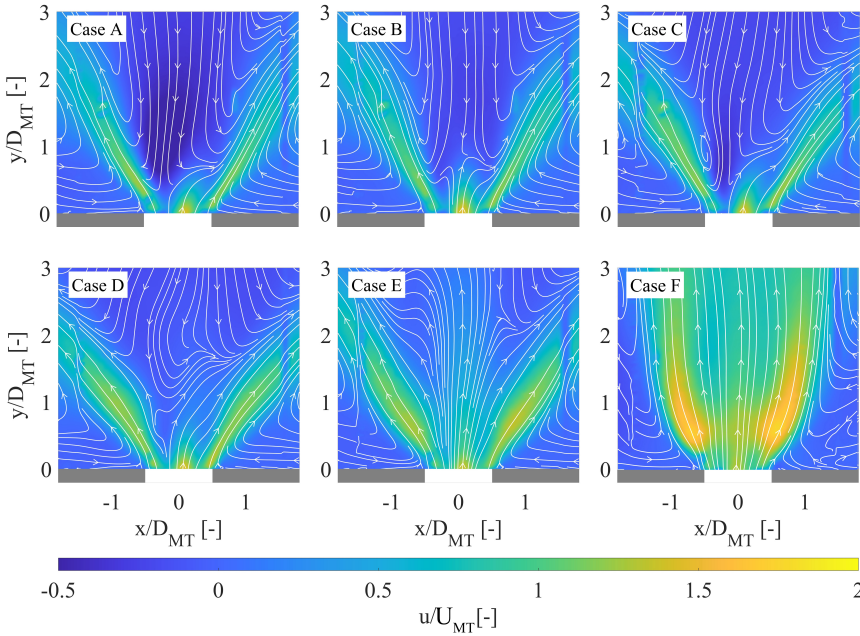 Case A
Case B
Case C
3
2
1
0
y/D_MT [-]
Case D
Case E
Case F
3
2
1
0
y/D_MT [-]
-1 0 1
-1 0 1
-1 0 1
x/D_MT [-]
x/D_MT [-]
x/D_MT [-]
-0.5 0 0.5 1 1.5 2
u/U_MT[-]